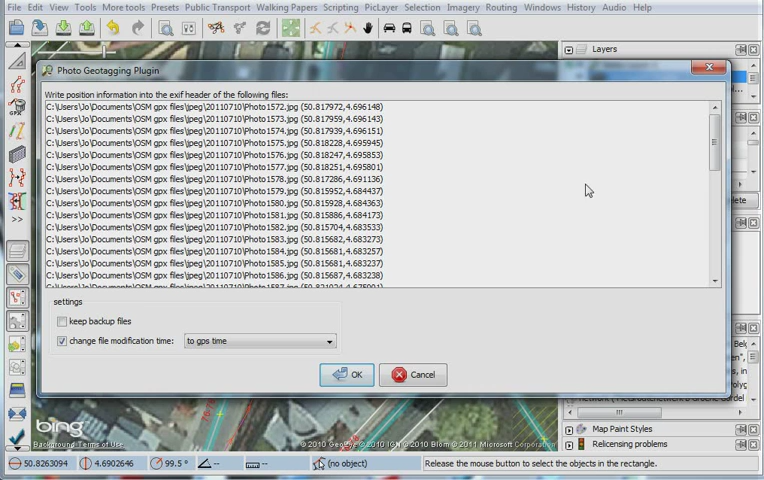 File Edit View Tools More tools Presets Public Transport Walking Papers Scripting PicLayer Selection Imagery Routing Windows History Audio Help
Layers
Photo Geotagging Plugin
Write position information into the exif header of the following files:
C:\Users\Jo\Documents\OSM gpx files\jpeg\20110710\Photo1572.jpg (50.817972,4.696148)
C:\Users\Jo\Documents\OSM gpx files\jpeg\20110710\Photo1573.jpg (50.817959,4.696143)
C:\Users\Jo\Documents\OSM gpx files\jpeg\20110710\Photo1574.jpg (50.817939,4.696151)
C:\Users\Jo\Documents\OSM gpx files\jpeg\20110710\Photo1575.jpg (50.818228,4.695945)
C:\Users\Jo\Documents\OSM gpx files\jpeg\20110710\Photo1576.jpg (50.818247,4.695853)
C:\Users\Jo\Documents\OSM gpx files\jpeg\20110710\Photo1577.jpg (50.818251,4.695801)
C:\Users\Jo\Documents\OSM gpx files\jpeg\20110710\Photo1578.jpg (50.817286,4.691136)
C:\Users\Jo\Documents\OSM gpx files\jpeg\20110710\Photo1579.jpg (50.815952,4.684437)
C:\Users\Jo\Documents\OSM gpx files\jpeg\20110710\Photo1580.jpg (50.815928,4.684363)
C:\Users\Jo\Documents\OSM gpx files\jpeg\20110710\Photo1581.jpg (50.815886,4.684173)
C:\Users\Jo\Documents\OSM gpx files\jpeg\20110710\Photo1582.jpg (50.815704,4.683533)
C:\Users\Jo\Documents\OSM gpx files\jpeg\20110710\Photo1583.jpg (50.815682,4.683273)
C:\Users\Jo\Documents\OSM gpx files\jpeg\20110710\Photo1584.jpg (50.815681,4.683257)
C:\Users\Jo\Documents\OSM gpx files\jpeg\20110710\Photo1585.jpg (50.815681,4.683237)
C:\Users\Jo\Documents\OSM gpx files\jpeg\20110710\Photo1586.jpg (50.815687,4.683238)
settings
keep backup files
change file modification time: to gps time
OK Cancel
bing
Background Terms of Use
© 2010 GeoEye © 2010 IGN © 2010 Blom © 2011 Microsoft Corporation
Map Paint Styles
Relicensing problems
50.8263094 4.6902646 99.5 ° -- -- (no object) Release the mouse button to select the objects in the rectangle.